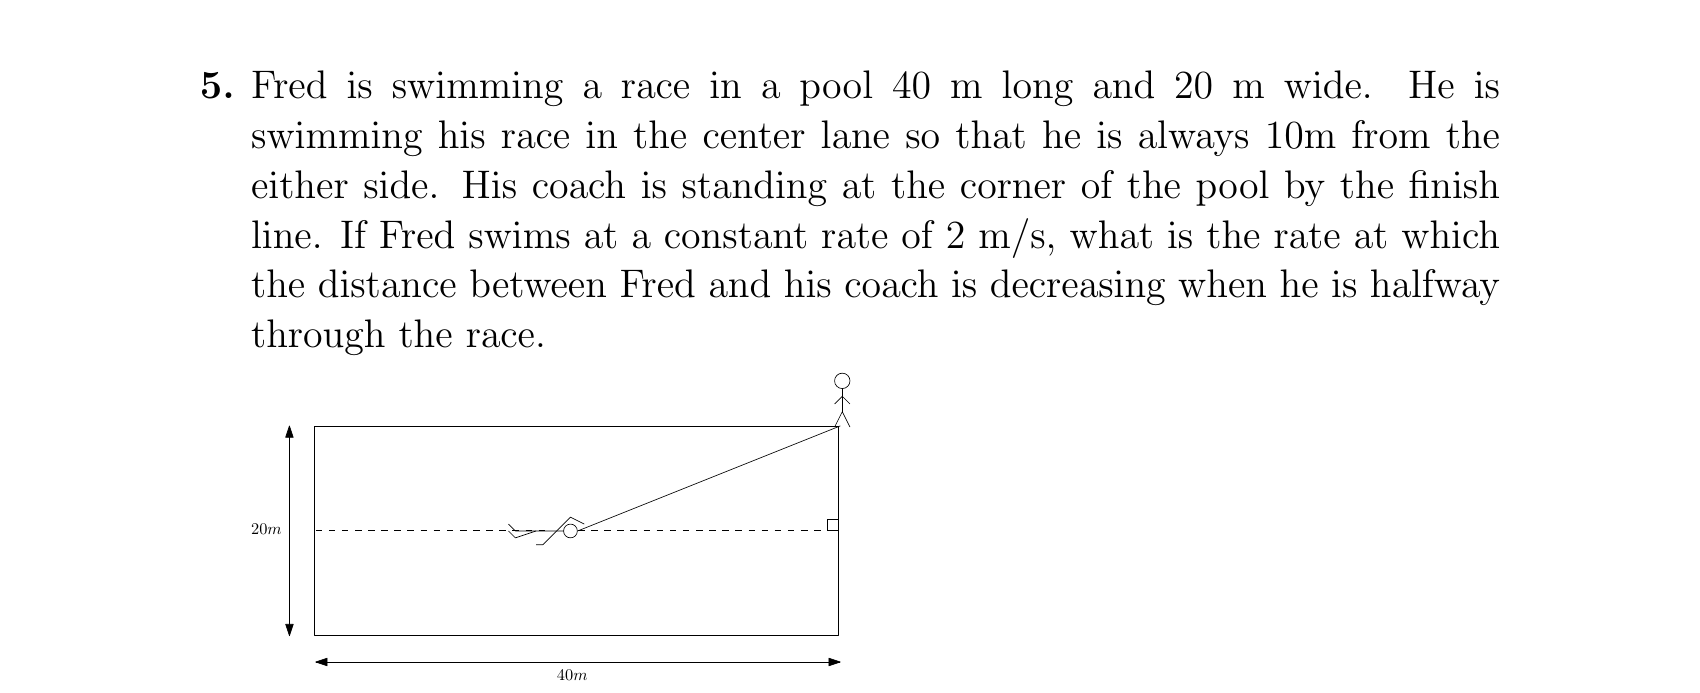 5. Fred is swimming a race in a pool 40 m long and 20 m wide. He is
swimming his race in the center lane so that he is always 10m from the
either side. His coach is standing at the corner of the pool by the finish
line. If Fred swims at a constant rate of 2 m/s, what is the rate at which
the distance between Fred and his coach is decreasing when he is halfway
through the race.
20m
40m